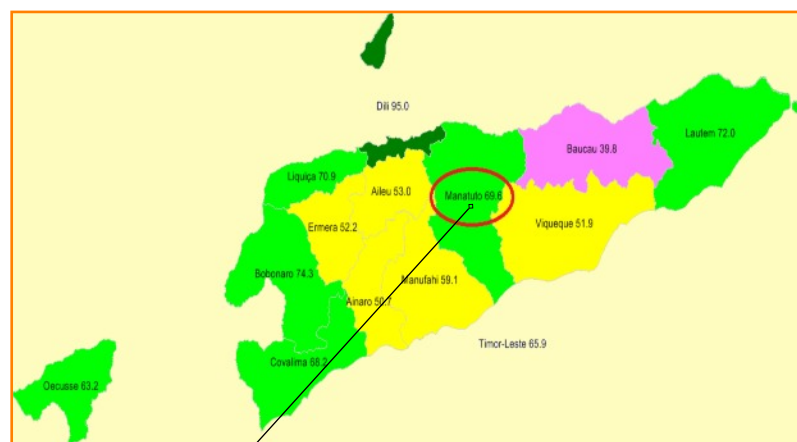 Dili 95.0
Lautem 72.0
Baucau 39.8
Liquiça 70.9
Aileu 53.0
Manatuto 69.6
Ermera 52.2
Viqueque 51.9
Bobonaro 74.3
Manufahi 59.1
Ainaro 50.7
Timor-Leste 65.9
Covalima 68.2
Oecusse 63.2